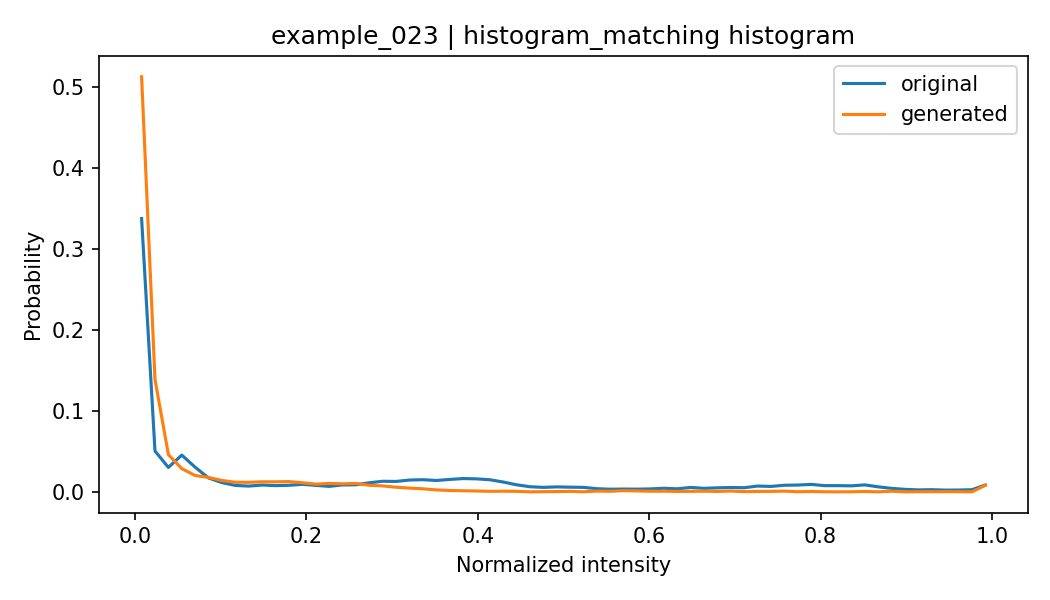 example_023 | histogram_matching histogram
original
generated
Probability
0.5
0.4
0.3
0.2
0.1
0.0
0.0 0.2 0.4 0.6 0.8 1.0
Normalized intensity